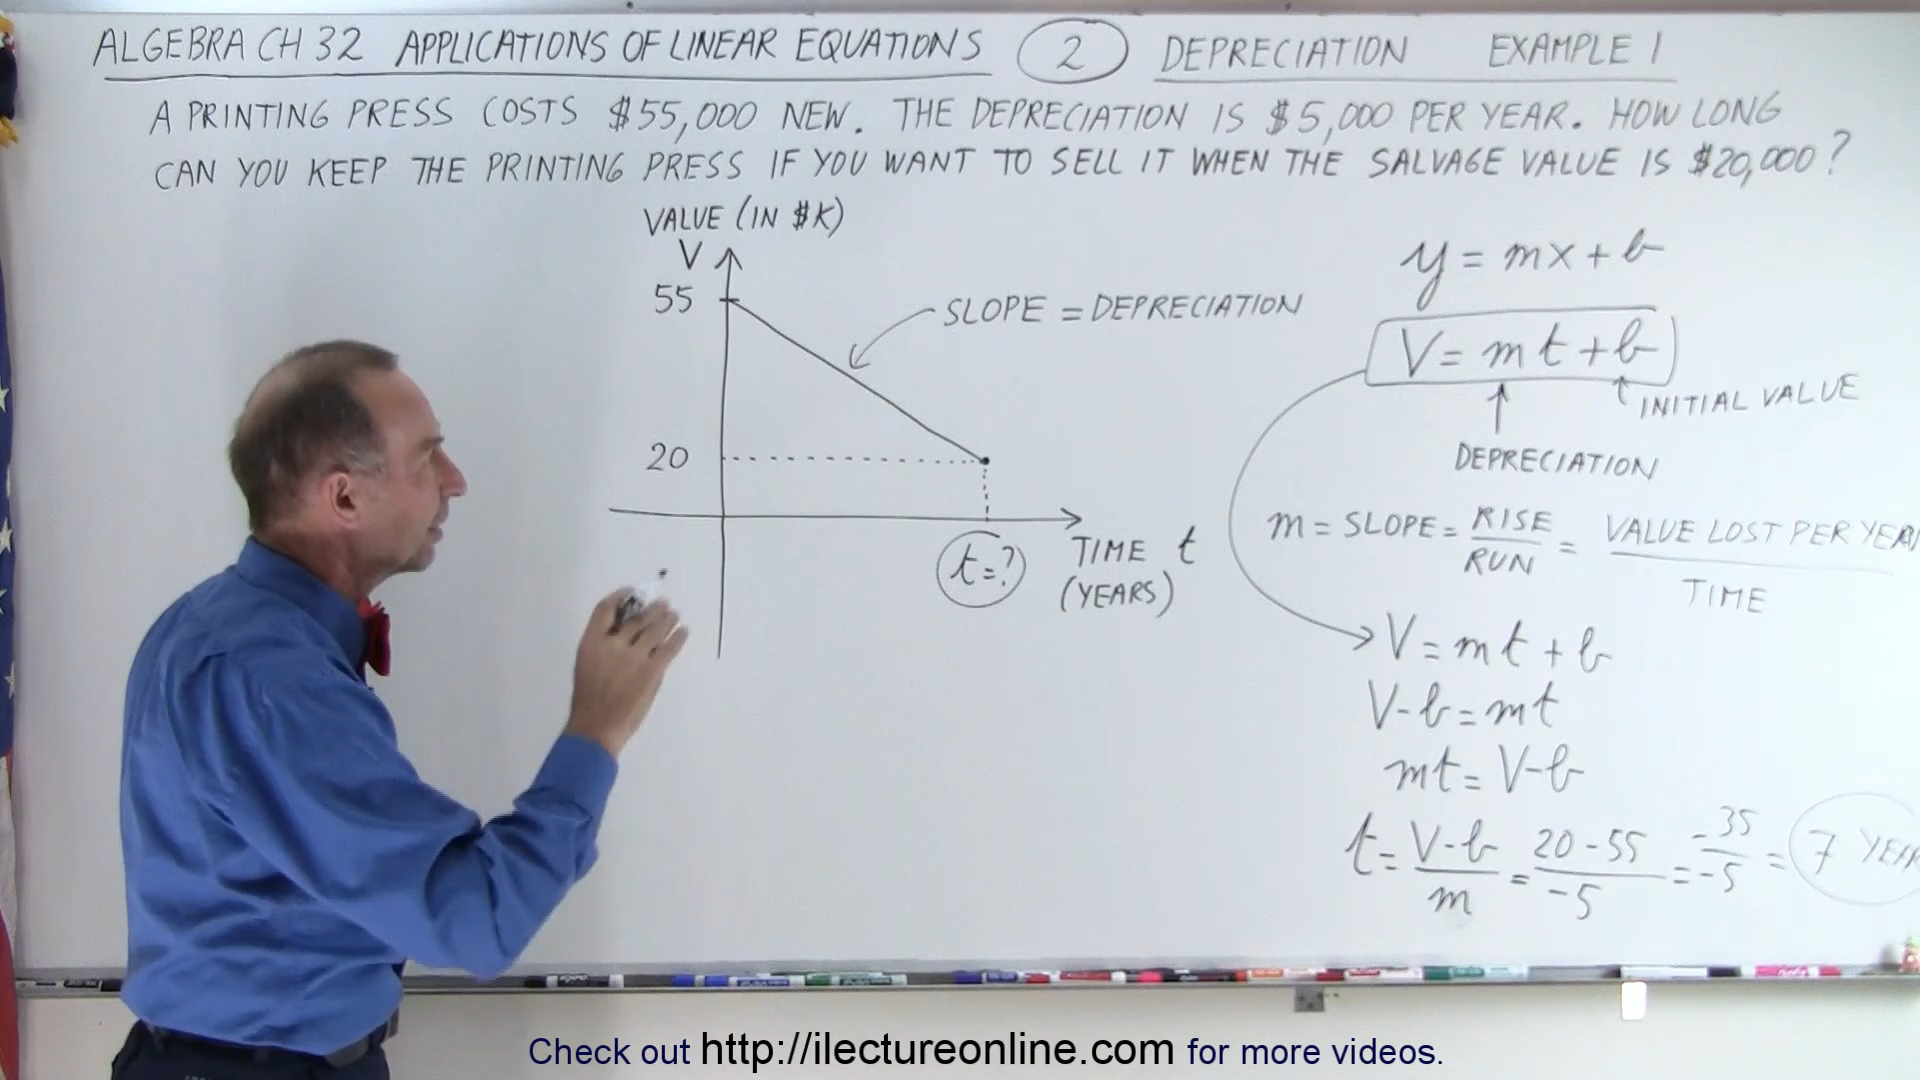 ALGEBRA CH 32 APPLICATIONS OF LINEAR EQUATIONS 2 DEPRECIATION EXAMPLE 1
A PRINTING PRESS COSTS $55,000 NEW. THE DEPRECIATION IS $5,000 PER YEAR. HOW LONG
CAN YOU KEEP THE PRINTING PRESS IF YOU WANT TO SELL IT WHEN THE SALVAGE VALUE IS $20,000?
VALUE (IN $K)
V
55
SLOPE = DEPRECIATION
20
t=?
TIME t
(YEARS)
y = mx + b
V = mt + b
INITIAL VALUE
DEPRECIATION
m = SLOPE = RISE/RUN = VALUE LOST PER YEAR/TIME
V = mt + b
V-b = mt
mt = V-b
t = V-b/m = 20-55/-5 = -35/-5 = 7 YEAR
Check out http://ilectureonline.com for more videos.